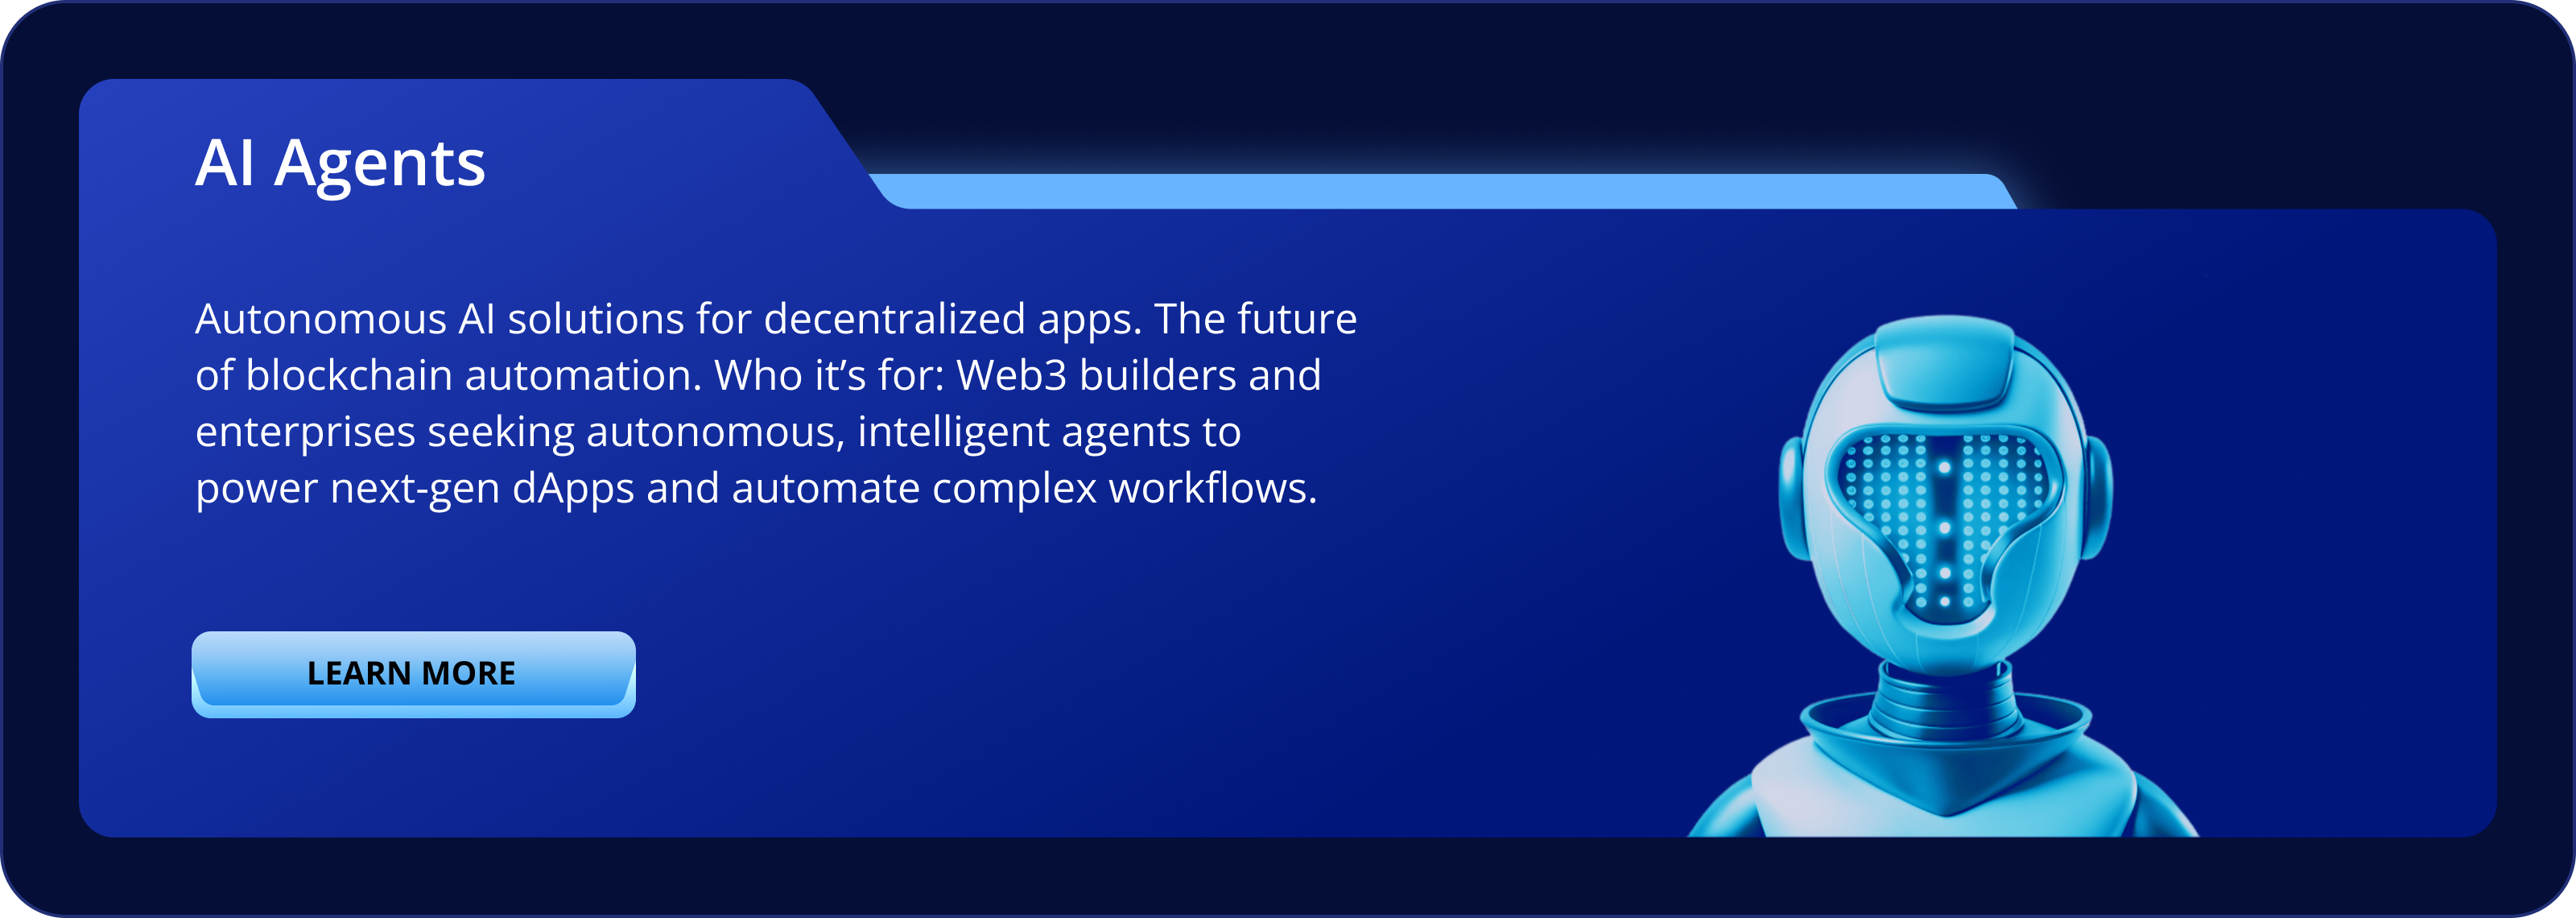 AI Agents
Autonomous AI solutions for decentralized apps. The future
of blockchain automation. Who it’s for: Web3 builders and
enterprises seeking autonomous, intelligent agents to
power next-gen dApps and automate complex workflows.
LEARN MORE